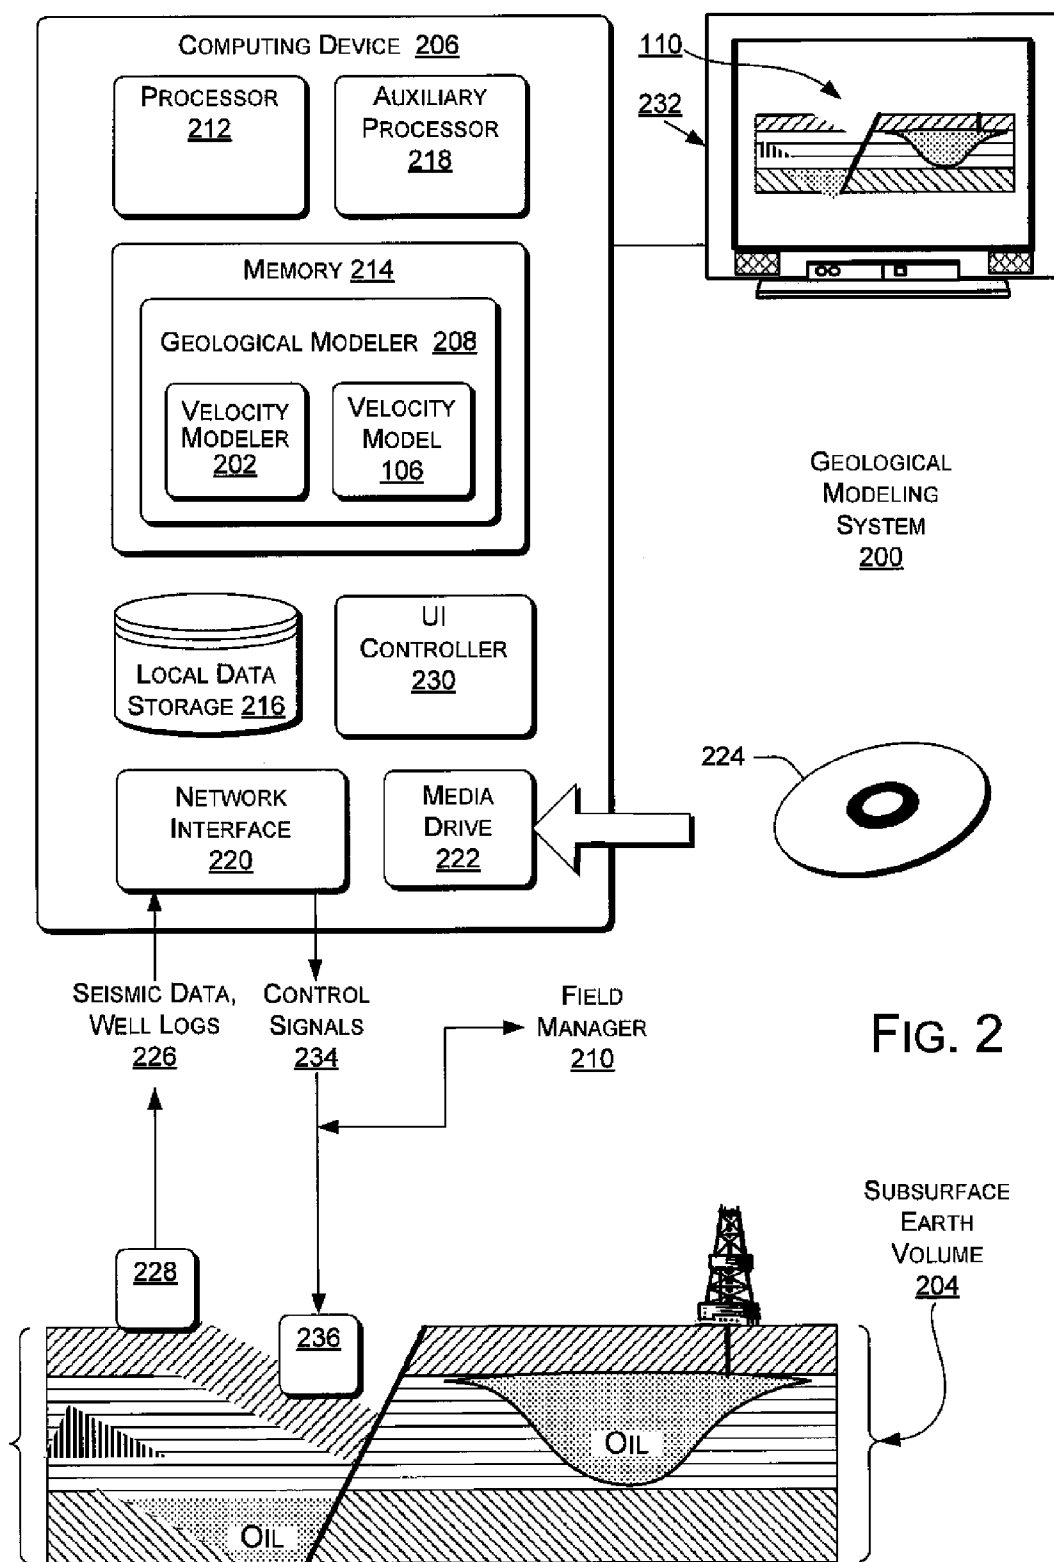 COMPUTING DEVICE 206
PROCESSOR
212
AUXILIARY
PROCESSOR
218
110
232
MEMORY 214
GEOLOGICAL MODELER 208
VELOCITY
MODELER
202
VELOCITY
MODEL
106
GEOLOGICAL
MODELING
SYSTEM
200
LOCAL DATA
STORAGE 216
UI
CONTROLLER
230
NETWORK
INTERFACE
220
MEDIA
DRIVE
222
224
SEISMIC DATA,
WELL LOGS
226
CONTROL
SIGNALS
234
FIELD
MANAGER
210
FIG. 2
SUBSURFACE
EARTH
VOLUME
204
228
236
OIL
OIL